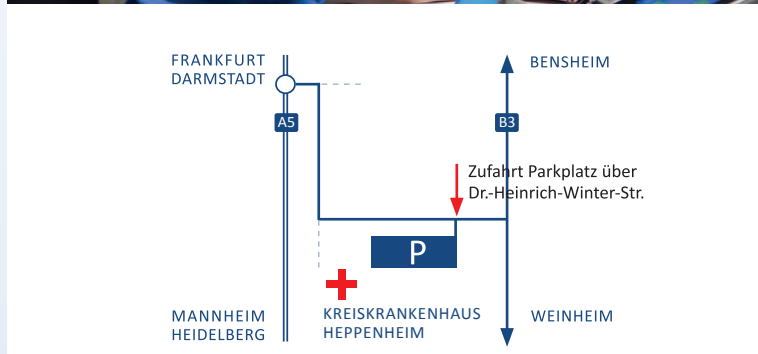 FRANKFURT
DARMSTADT
BENSHEIM
A5
B3
Zufahrt Parkplatz über
Dr.-Heinrich-Winter-Str.
P
MANNHEIM
HEIDELBERG
KREISKRANKENHAUS
HEPPENHEIM
WEINHEIM